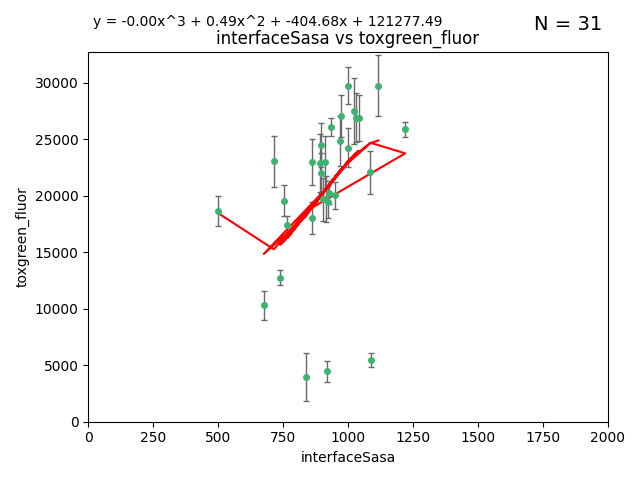 y = -0.00x^3 + 0.49x^2 + -404.68x + 121277.49
N = 31
interfaceSasa vs toxgreen_fluor
30000
25000
20000
15000
10000
5000
0
toxgreen_fluor
0 250 500 750 1000 1250 1500 1750 2000
interfaceSasa